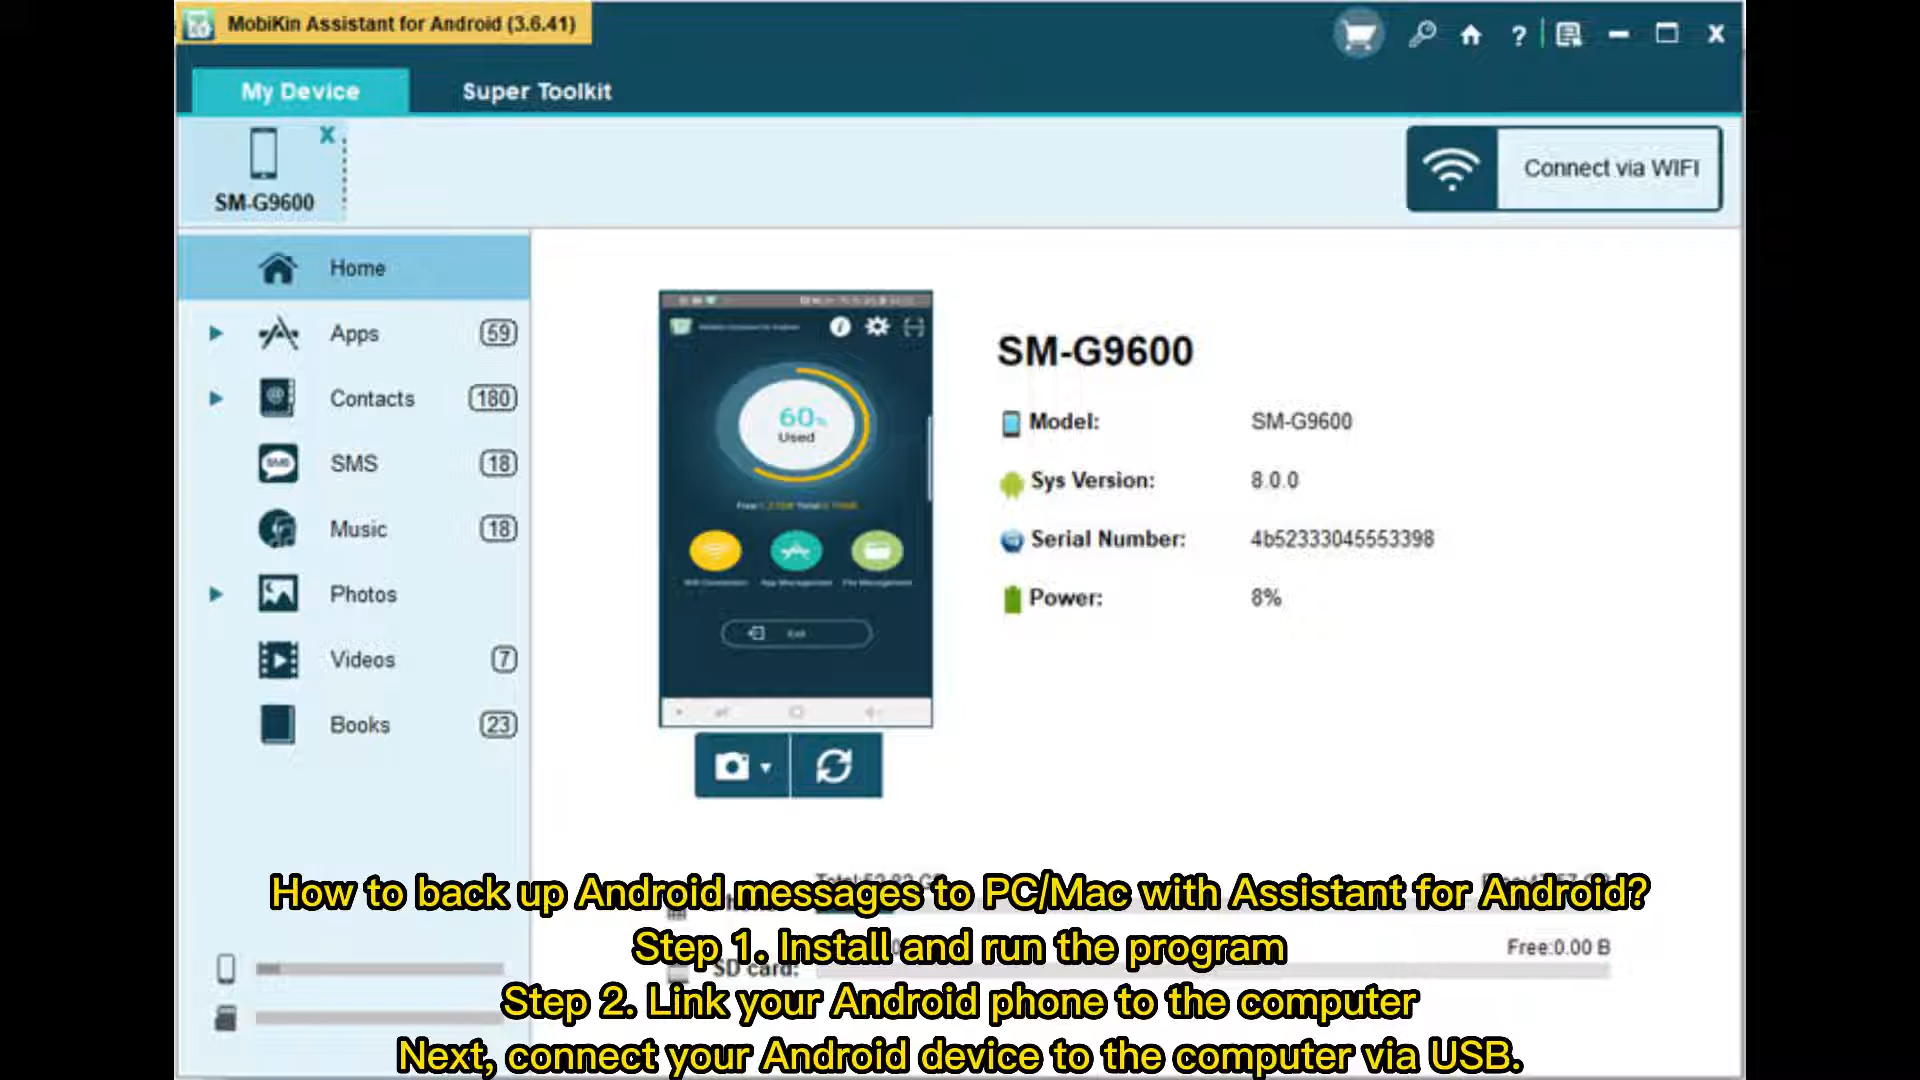 MobiKin Assistant for Android (3.6.41)
?
My Device
Super Toolkit
SM-G9600
Connect via WIFI
Home
Apps 59
Contacts 180
SMS 18
Music 18
Photos
Videos 7
Books 23
60%
Used
Exit
SM-G9600
Model: SM-G9600
Sys Version: 8.0.0
Serial Number: 4b52333045553398
Power: 8%
SD card:
Free:0.00 B
How to back up Android messages to PC/Mac with Assistant for Android?
Step 1. Install and run the program
Step 2. Link your Android phone to the computer
Next, connect your Android device to the computer via USB.